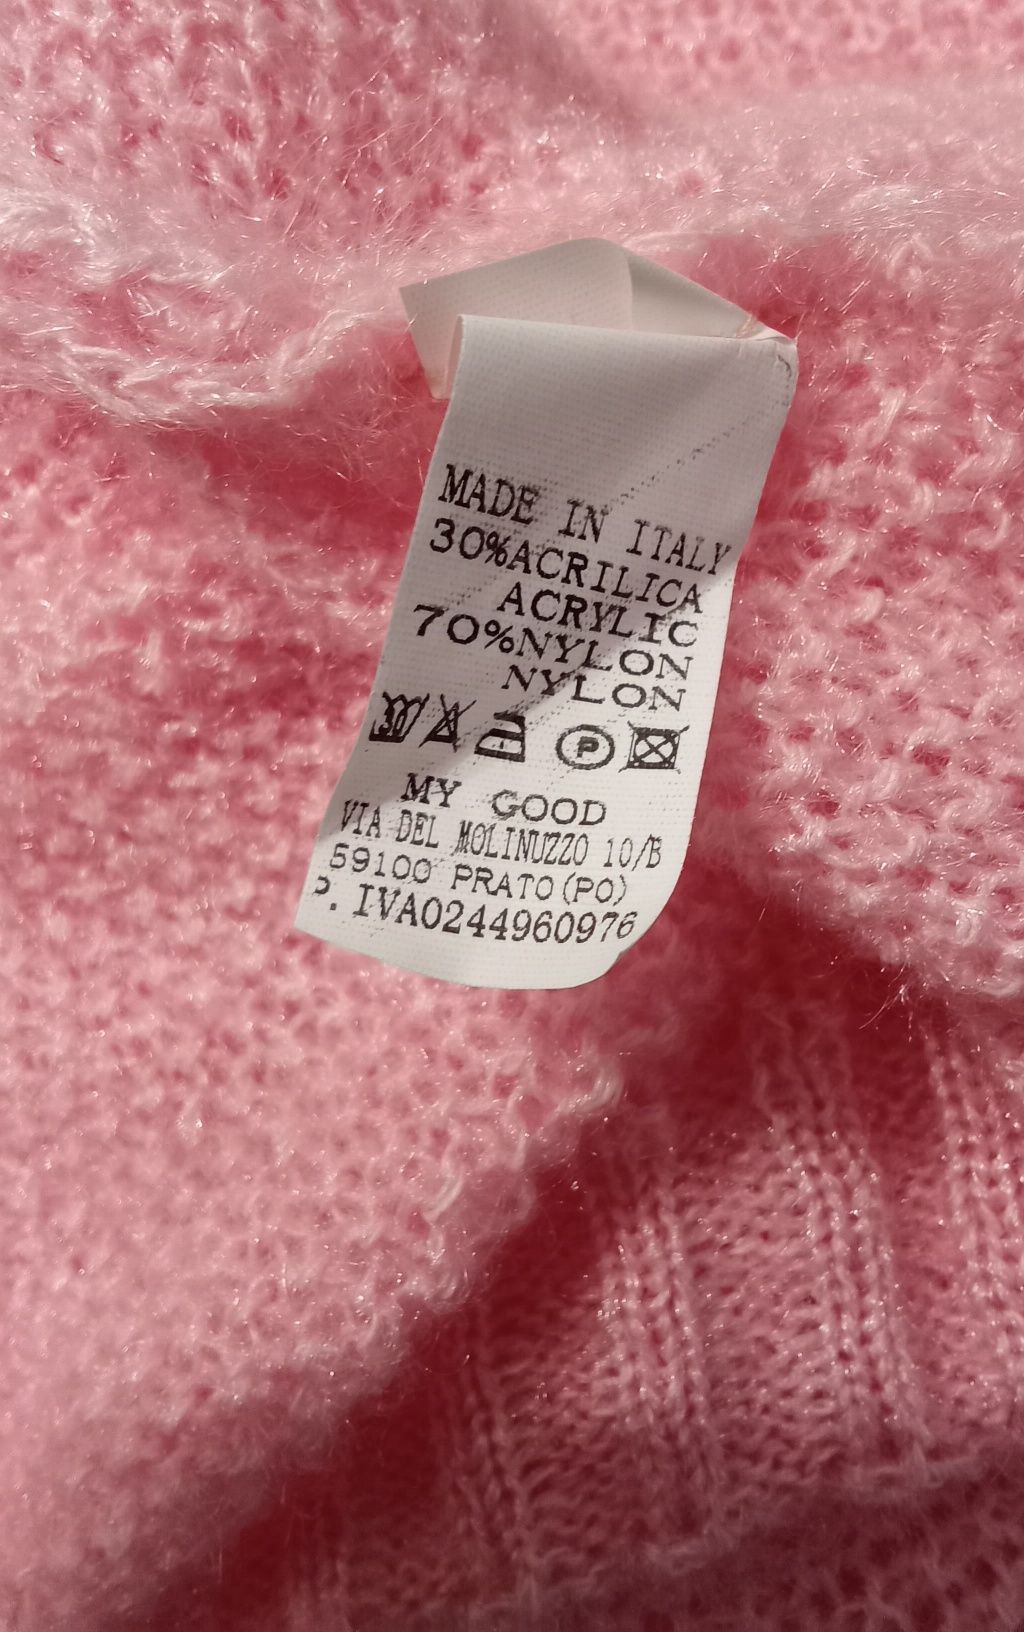 MADE IN ITALY
30%ACRILICA
ACRYLIC
70%NYLON
NYLON
30 P
MY GOOD
VIA DEL MOLINUZZO 10/B
59100 PRATO(PO)
P.IVA0244960976